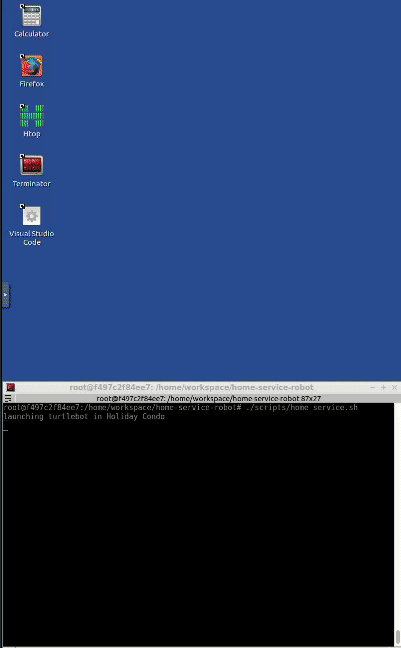 Calculator
Firefox
Htop
Terminator
Visual Studio
Code
root@f497c2f84ee7: /home/workspace/home-service-robot
root@f497c2f84ee7: /home/workspace/home-service-robot 87x27
root@f497c2f84ee7:/home/workspace/home-service-robot# ./scripts/home_service.sh
launching turtlebot in Holiday Condo